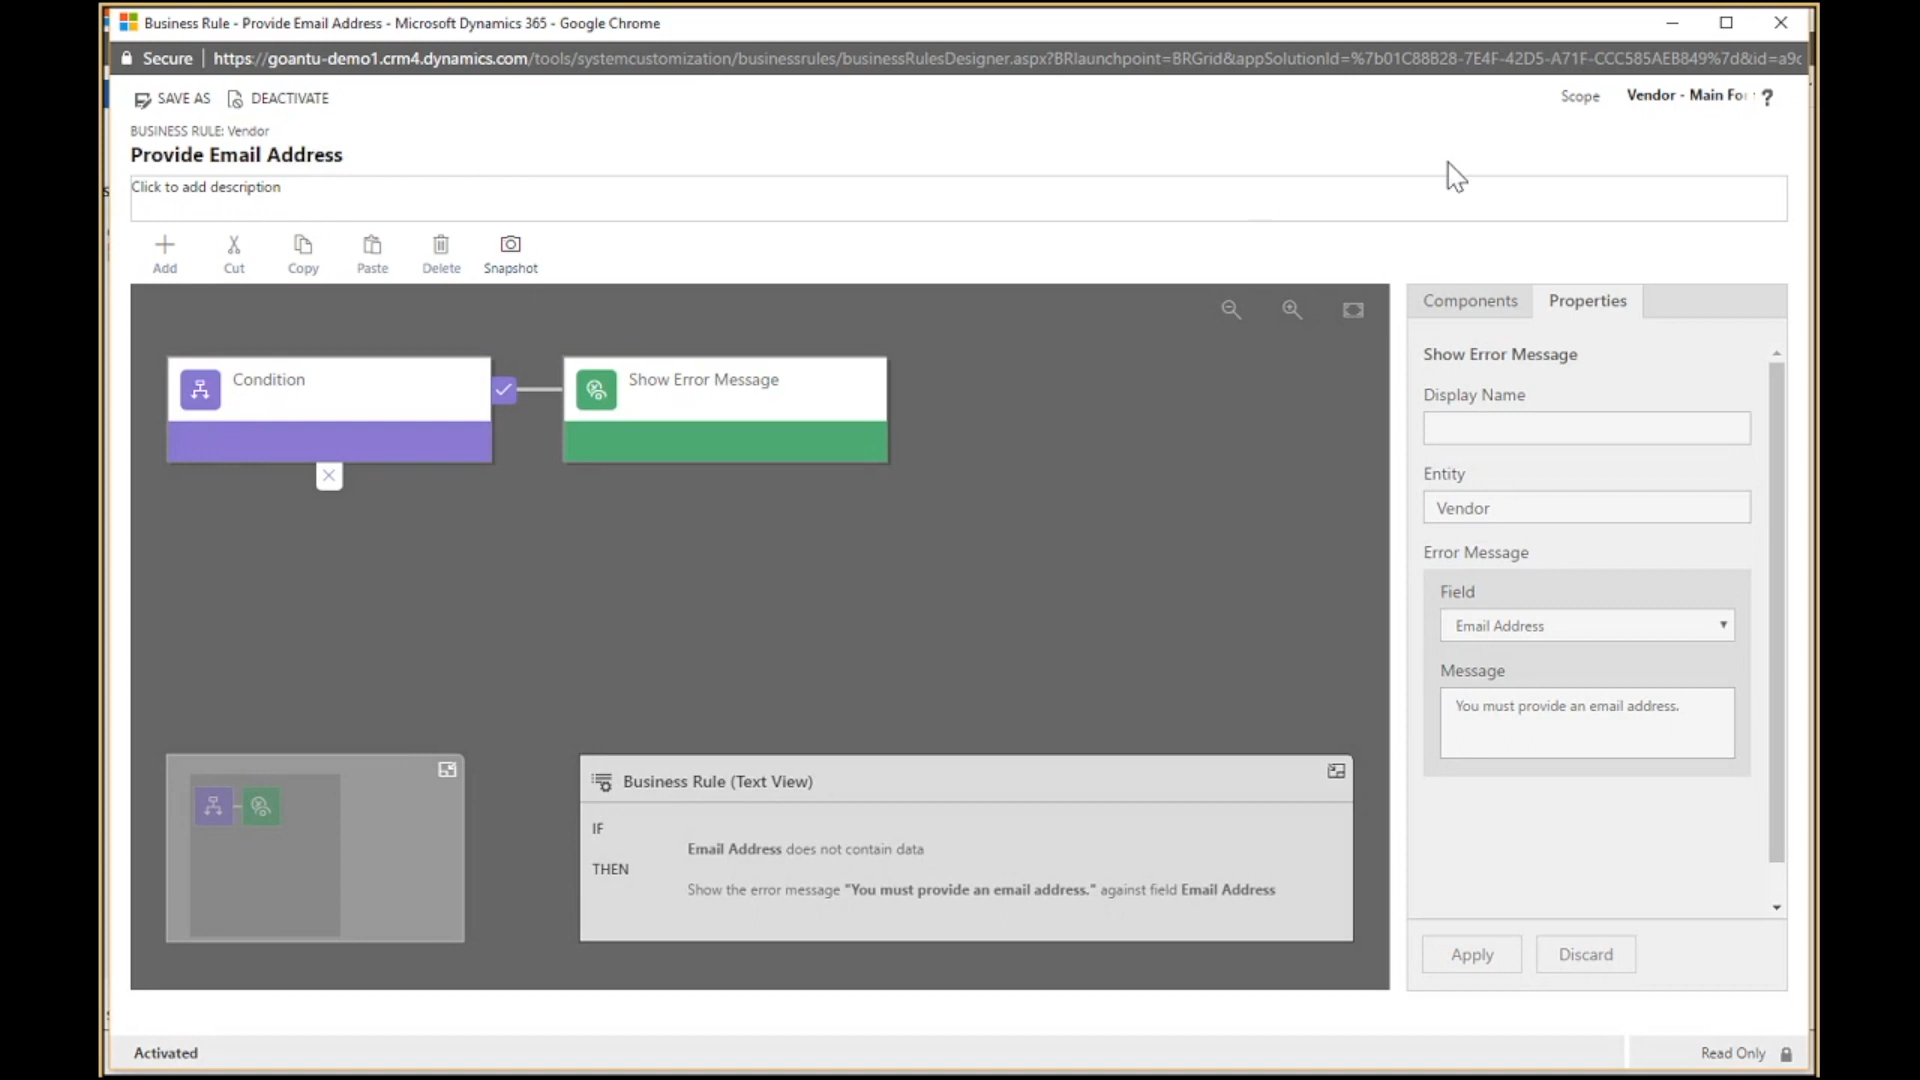 Business Rule - Provide Email Address - Microsoft Dynamics 365 - Google Chrome
Secure | https://goantu-demo1.crm4.dynamics.com/tools/systemcustomization/businessrules/businessRulesDesigner.aspx?BRlaunchpoint=BRGrid&appSolutionId=%7b01C88B28-7E4F-42D5-A71F-CCC585AEB849%7d&id=a9c
SAVE AS DEACTIVATE Scope Vendor - Main Fo ?
BUSINESS RULE: Vendor
Provide Email Address
Click to add description
Add Cut Copy Paste Delete Snapshot
Components Properties
Condition
Show Error Message
Show Error Message
Display Name
Entity
Vendor
Error Message
Field
Email Address
Message
You must provide an email address.
Business Rule (Text View)
IF
Email Address does not contain data
THEN
Show the error message "You must provide an email address." against field Email Address
Apply Discard
Activated Read Only